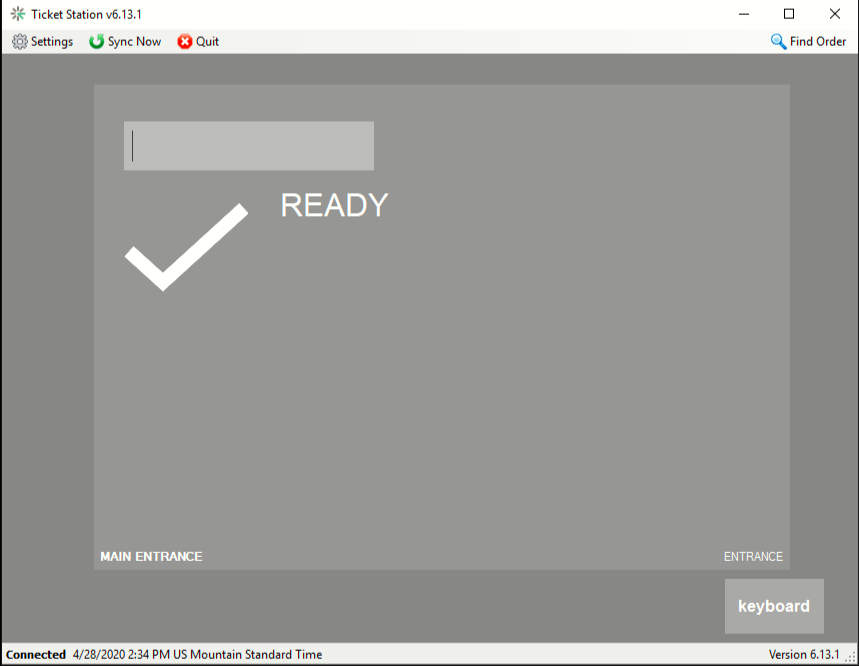 Ticket Station v6.13.1
Settings Sync Now Quit Find Order
READY
MAIN ENTRANCE ENTRANCE
keyboard
Connected 4/28/2020 2:34 PM US Mountain Standard Time Version 6.13.1